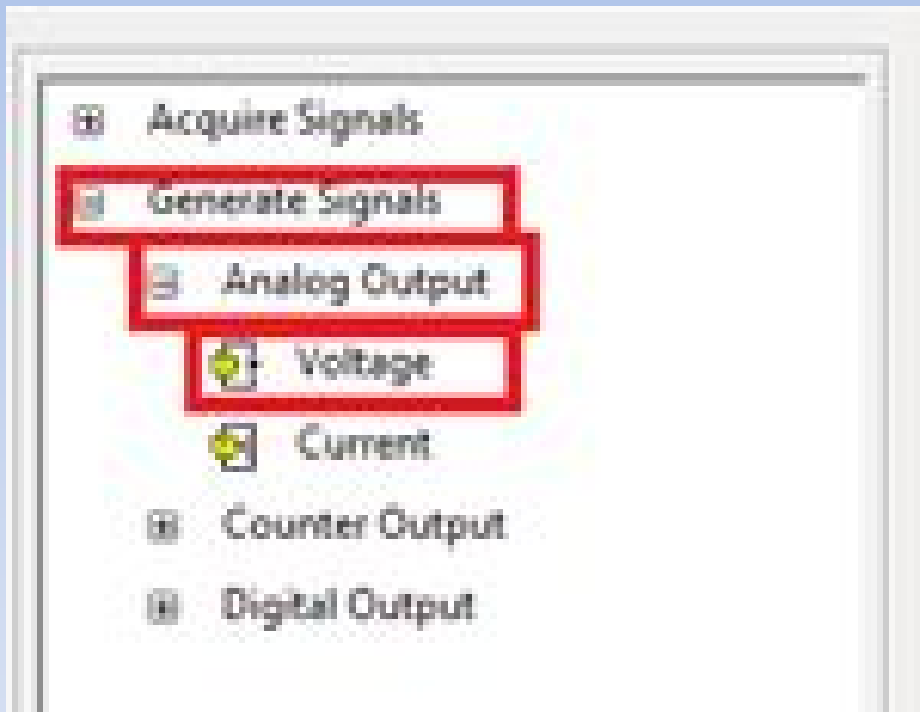 Acquire Signals
Generate Signals
Analog Output
Voltage
Current
Counter Output
Digital Output